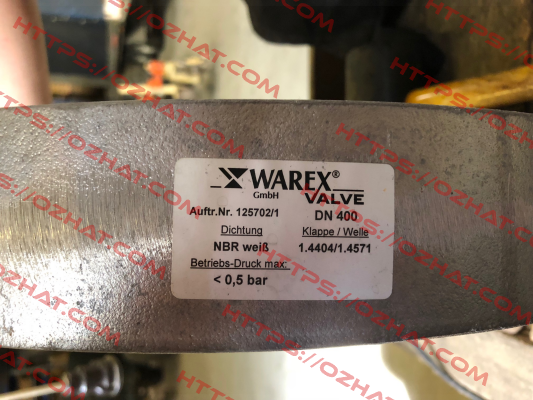 WAREX®
GmbH VALVE
Auftr.Nr. 125702/1 DN 400
Dichtung Klappe / Welle
NBR weiß 1.4404/1.4571
Betriebs-Druck max:
< 0,5 bar
HTTPS://OZHAT.COM